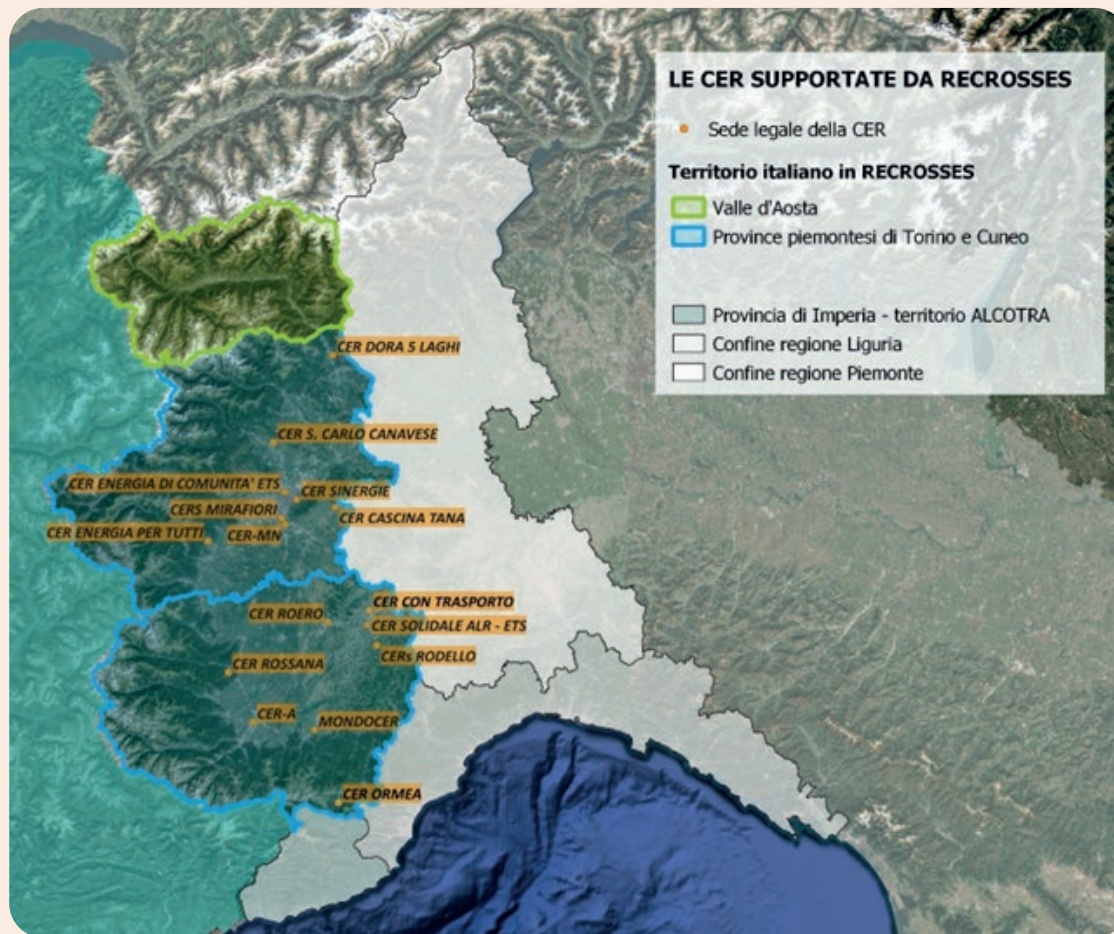 LE CER SUPPORTATE DA RECROSSES
Sede legale della CER
Territorio italiano in RECROSSES
Valle d'Aosta
Province piemontesi di Torino e Cuneo
Provincia di Imperia - territorio ALCOTRA
Confine regione Liguria
Confine regione Piemonte
CER DORA 5 LAGHI
CER S. CARLO CANAVESE
CER ENERGIA DI COMUNITA' ETS
CER SINERGIE
CERS MIRAFIORI
CER CASCINA TANA
CER ENERGIA PER TUTTI
CER-MN
CER CON TRASPORTO
CER ROERO
CER SOLIDALE ALR - ETS
CERs RODELLO
CER ROSSANA
CER-A
MONDOCER
CER ORMEA